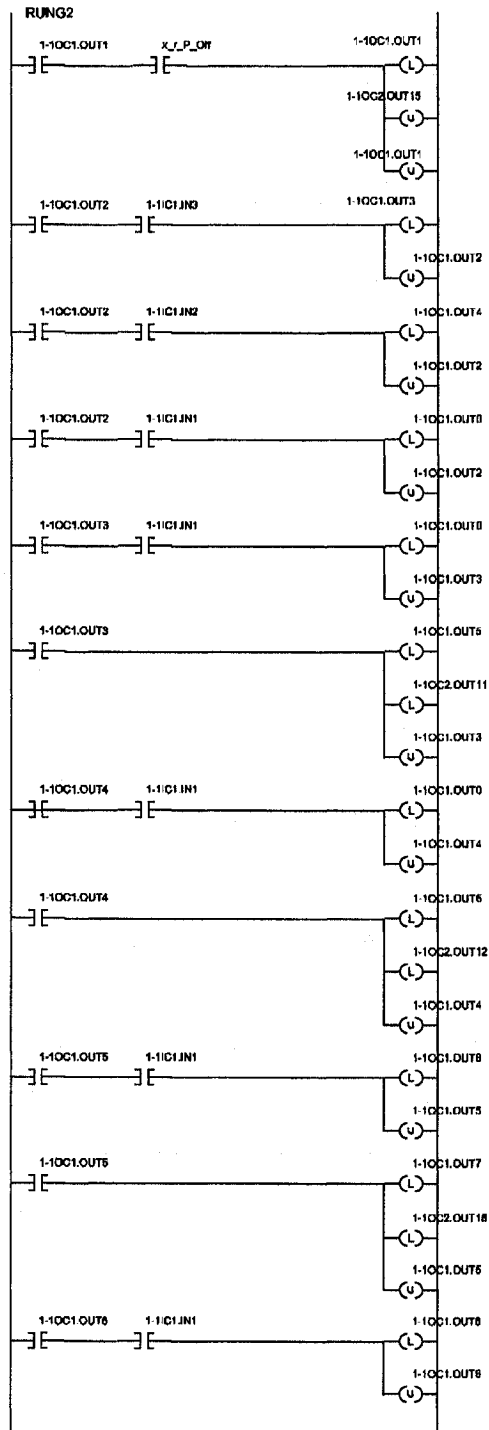 RUNG2
1-1OC1.OUT1 x_r_P_Off 1-1OC1.OUT1
1-1OC2.OUT15
1-1OC1.OUT1
1-1OC1.OUT2 1-1IC1.IN3 1-1OC1.OUT3
1-1OC1.OUT2
1-1OC1.OUT2 1-1IC1.IN2 1-1OC1.OUT4
1-1OC1.OUT2
1-1OC1.OUT2 1-1IC1.IN1 1-1OC1.OUT0
1-1OC1.OUT2
1-1OC1.OUT3 1-1IC1.IN1 1-1OC1.OUT0
1-1OC1.OUT3
1-1OC1.OUT3 1-1OC1.OUT5
1-1OC2.OUT11
1-1OC1.OUT3
1-1OC1.OUT4 1-1IC1.IN1 1-1OC1.OUT0
1-1OC1.OUT4
1-1OC1.OUT4 1-1OC1.OUT6
1-1OC2.OUT12
1-1OC1.OUT4
1-1OC1.OUT5 1-1IC1.IN1 1-1OC1.OUT8
1-1OC1.OUT5
1-1OC1.OUT5 1-1OC1.OUT7
1-1OC1.OUT5
1-1OC1.OUT6 1-1IC1.IN1